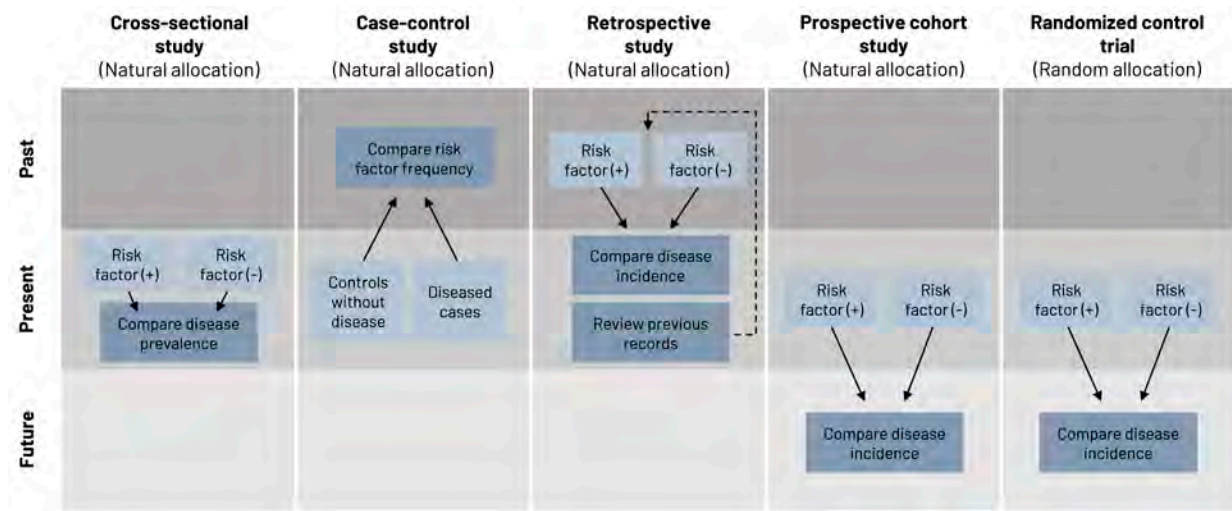 Cross-sectional
study
(Natural allocation)
Case-control
study
(Natural allocation)
Retrospective
study
(Natural allocation)
Prospective cohort
study
(Natural allocation)
Randomized control
trial
(Random allocation)
Past
Compare risk
factor frequency
Risk
factor (+)
Risk
factor (-)
Present
Risk
factor (+)
Risk
factor (-)
Compare disease
prevalence
Controls
without
disease
Diseased
cases
Compare disease
incidence
Review previous
records
Risk
factor (+)
Risk
factor (-)
Risk
factor (+)
Risk
factor (-)
Future
Compare disease
incidence
Compare disease
incidence